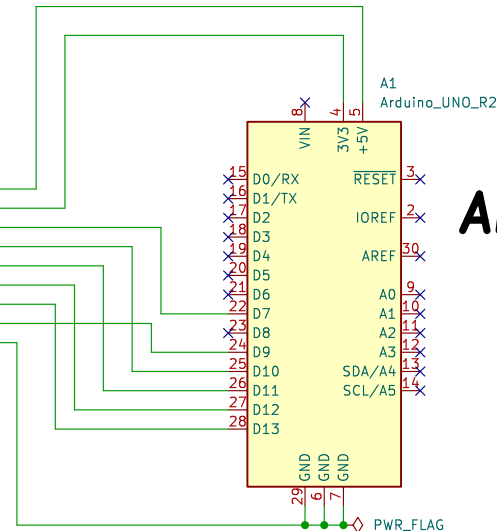 A1
Arduino_UNO_R2
8
4
5
VIN
3V3
+5V
15 D0/RX
RESET 3
16 D1/TX
17 D2
IOREF 2
18 D3
19 D4
AREF 30
20 D5
21 D6
A0 9
22 D7
A1 10
23 D8
A2 11
24 D9
A3 12
25 D10
SDA/A4 13
26 D11
SCL/A5 14
27 D12
28 D13
GND
GND
GND
29
6
7
PWR_FLAG